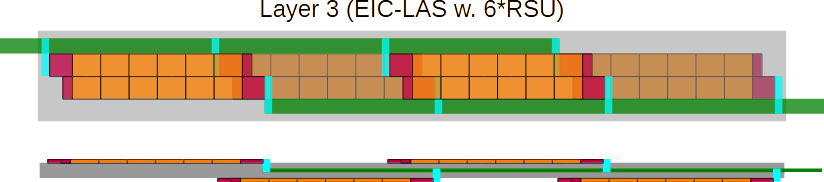 Layer 3 (EIC-LAS w. 6*RSU)